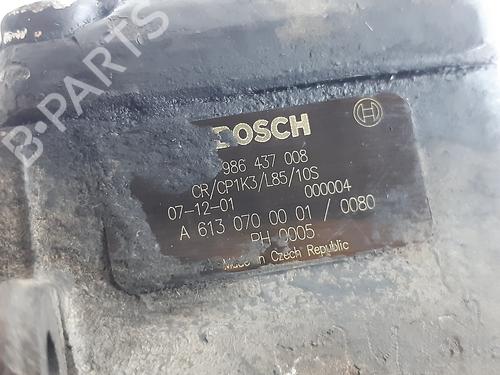 B-PARTS
BOSCH
986 437 008
CR/CP1K3/L85/10S
07-12-01 000004
A 613 070 00 01 / 0080
PH 0005
Made in Czech Republic